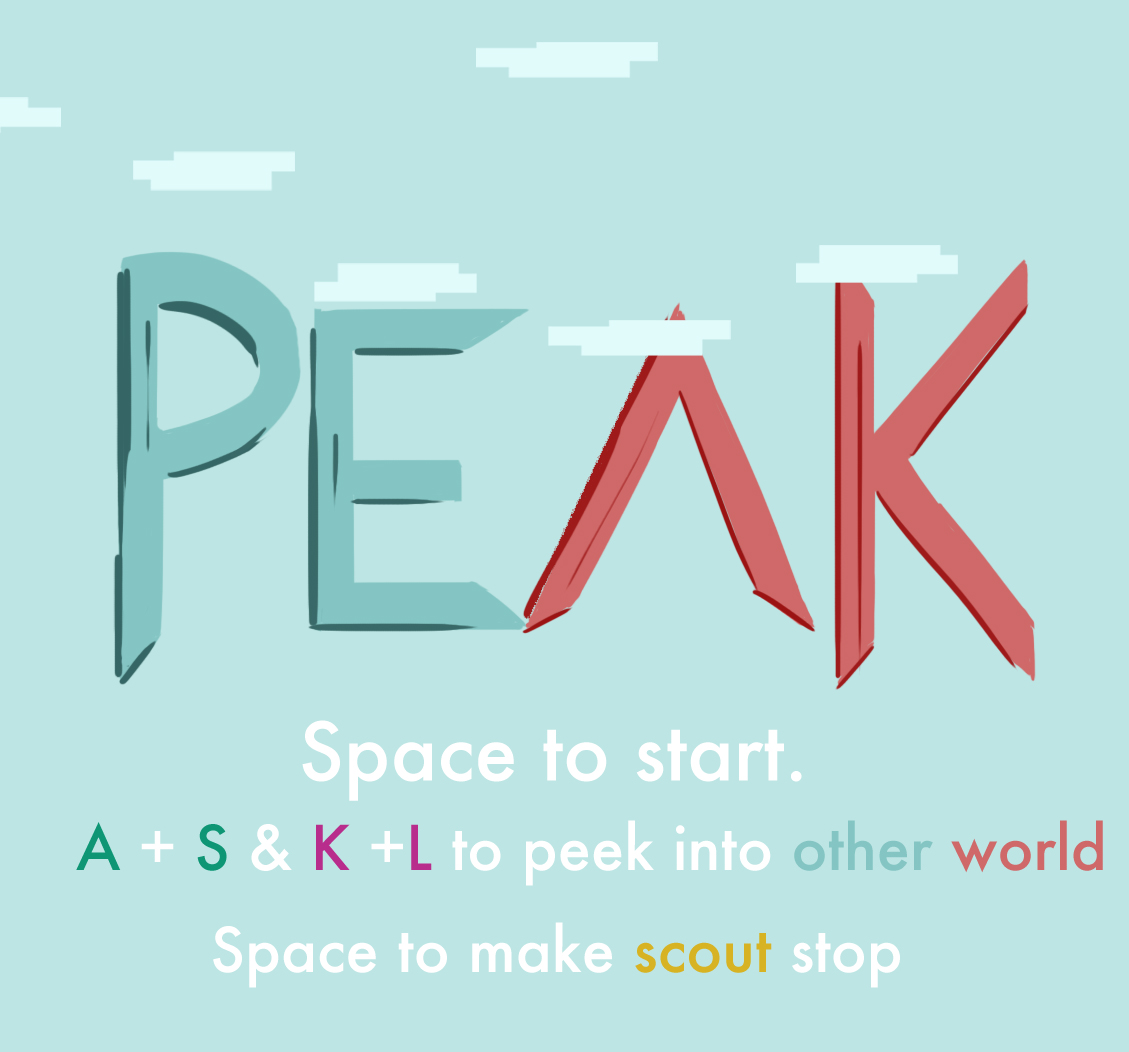 PEAK
Space to start.
A + S & K +L to peek into other world
Space to make scout stop